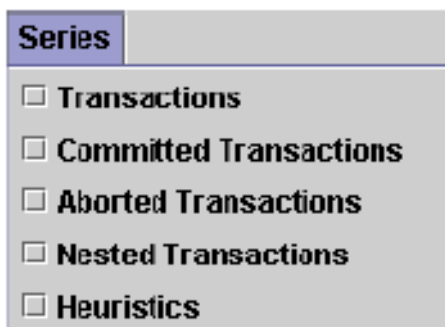 Series
Transactions
Committed Transactions
Aborted Transactions
Nested Transactions
Heuristics